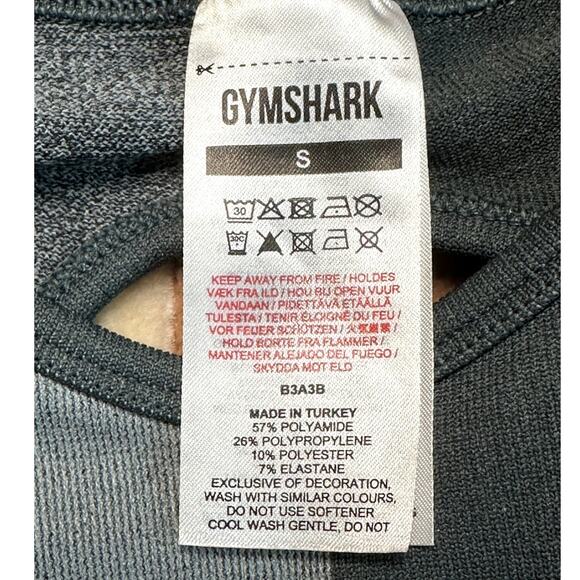 GYMSHARK
S
30
30C
KEEP AWAY FROM FIRE / HOLDES
VÆK FRA ILD / HOU BIJ OPEN VUUR
VANDAAN / PIDETTÄVÄ ETÄÄLLÄ
TULESTA / TENIR ÉLOIGNÉ DU FEU /
VOR FEUER SCHÜTZEN /
HOLD BORTE FRA FLAMMER /
MANTENER ALEJADO DEL FUEGO /
SKYDDA MOT ELD
B3A3B
MADE IN TURKEY
57% POLYAMIDE
26% POLYPROPYLENE
10% POLYESTER
7% ELASTANE
EXCLUSIVE OF DECORATION,
WASH WITH SIMILAR COLOURS,
DO NOT USE SOFTENER
COOL WASH GENTLE, DO NOT